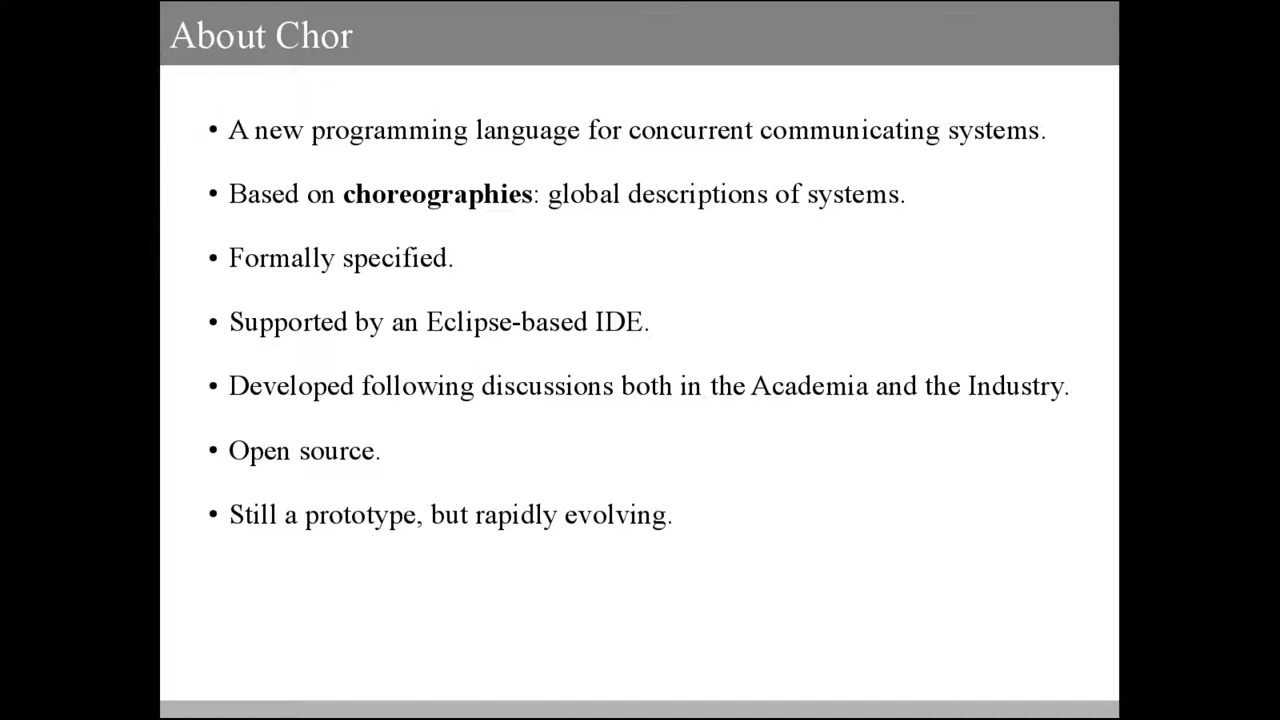 About Chor
• A new programming language for concurrent communicating systems.
• Based on choreographies: global descriptions of systems.
• Formally specified.
• Supported by an Eclipse-based IDE.
• Developed following discussions both in the Academia and the Industry.
• Open source.
• Still a prototype, but rapidly evolving.